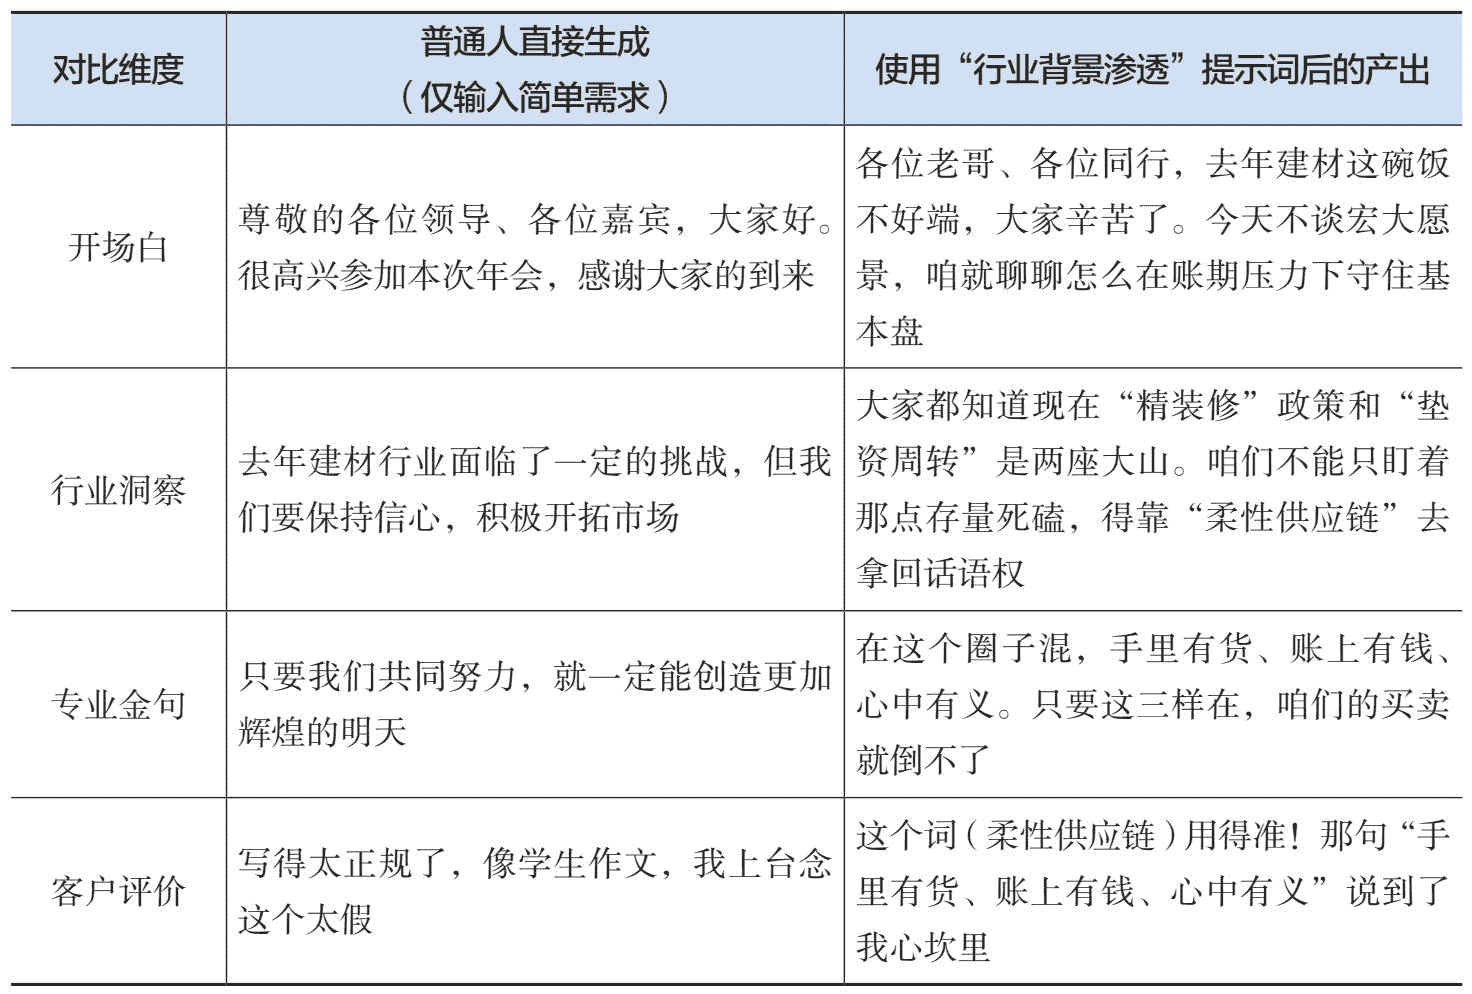 对比维度
普通人直接生成
（仅输入简单需求）
使用“行业背景渗透”提示词后的产出
开场白
尊敬的各位领导、各位嘉宾，大家好。
很高兴参加本次年会，感谢大家的到来
各位老哥、各位同行，去年建材这碗饭
不好端，大家辛苦了。今天不谈宏大愿
景，咱就聊聊怎么在账期压力下守住基
本盘
行业洞察
去年建材行业面临了一定的挑战，但我
们要保持信心，积极开拓市场
大家都知道现在“精装修”政策和“垫
资周转”是两座大山。咱们不能只盯着
那点存量死磕，得靠“柔性供应链”去
拿回话语权
专业金句
只要我们共同努力，就一定能创造更加
辉煌的明天
在这个圈子混，手里有货、账上有钱、
心中有义。只要这三样在，咱们的买卖
就倒不了
客户评价
写得太正规了，像学生作文，我上台念
这个太假
这个词（柔性供应链）用得准！那句“手
里有货、账上有钱、心中有义”说到了
我心坎里